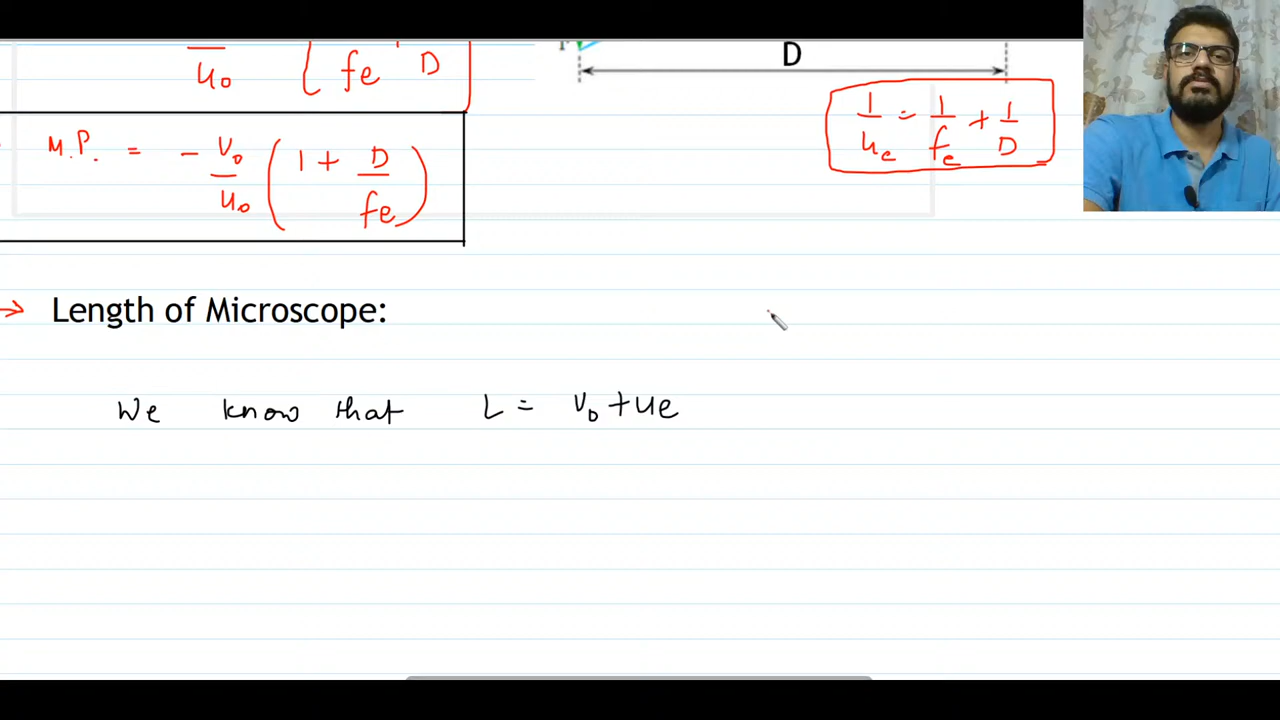 u₀ fe D
D
1/ue = 1/fe + 1/D
M.P. = - v₀/u₀ ( 1 + D/fe )
Length of Microscope:
We know that L = v₀ + ue